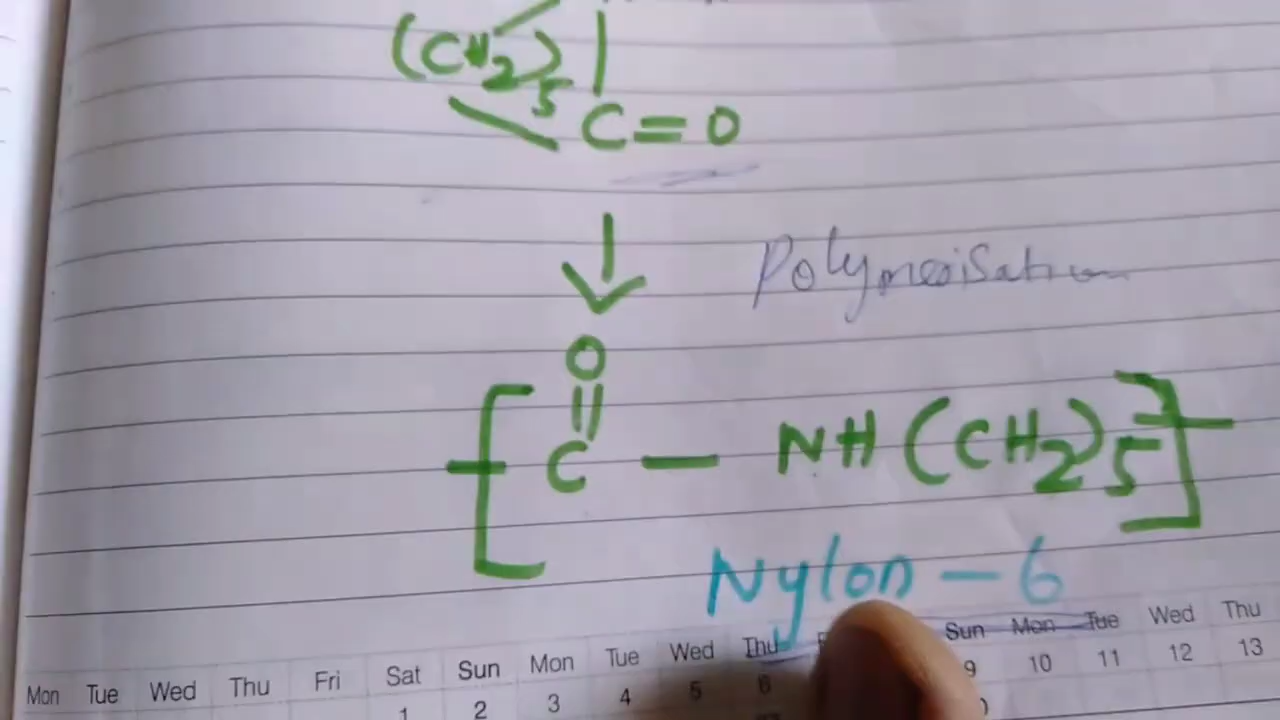 (CH2)5
C=O
Polymerisation
O
C — NH (CH2)5
Nylon — 6
Mon Tue Wed Thu Fri Sat Sun Mon Tue Wed Thu Sun Mon Tue Wed Thu
1 2 3 4 5 6 9 10 11 12 13